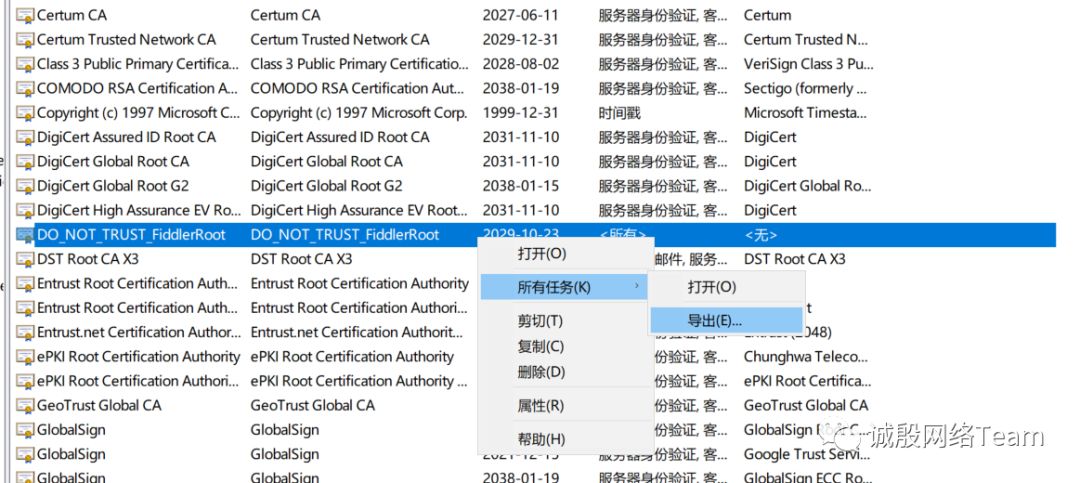 Certum CA Certum CA 2027-06-11 服务器身份验证, 客... Certum
Certum Trusted Network CA Certum Trusted Network CA 2029-12-31 服务器身份验证, 客... Certum Trusted N...
Class 3 Public Primary Certifica... Class 3 Public Primary Certificatio... 2028-08-02 服务器身份验证, 客... VeriSign Class 3 Pu...
COMODO RSA Certification A... COMODO RSA Certification Aut... 2038-01-19 服务器身份验证, 客... Sectigo (formerly ...
Copyright (c) 1997 Microsoft C... Copyright (c) 1997 Microsoft Corp. 1999-12-31 时间戳 Microsoft Timesta...
DigiCert Assured ID Root CA DigiCert Assured ID Root CA 2031-11-10 服务器身份验证, 客... DigiCert
DigiCert Global Root CA DigiCert Global Root CA 2031-11-10 服务器身份验证, 客... DigiCert
DigiCert Global Root G2 DigiCert Global Root G2 2038-01-15 服务器身份验证, 客... DigiCert Global Ro...
DigiCert High Assurance EV Ro... DigiCert High Assurance EV Root... 2031-11-10 服务器身份验证, 客... DigiCert
DO_NOT_TRUST_FiddlerRoot DO_NOT_TRUST_FiddlerRoot 2029-10-23 <所有> <无>
打开(O)
DST Root CA X3 DST Root CA X3 邮件, 服务... DST Root CA X3
Entrust Root Certification Auth... Entrust Root Certification Authority 所有任务(K) 打开(O)
Entrust Root Certification Auth... Entrust Root Certification Authorit...
剪切(T) 导出(E)...
Entrust.net Certification Author... Entrust.net Certification Authorit... (2048)
复制(C)
ePKI Root Certification Authority ePKI Root Certification Authority 份验证, 客... Chunghwa Teleco...
删除(D)
ePKI Root Certification Authori... ePKI Root Certification Authority ... 份验证, 客... ePKI Root Certifica...
GeoTrust Global CA GeoTrust Global CA 属性(R) 份验证, 客... GeoTrust Global CA
GlobalSign GlobalSign 份验证, 客... GlobalSign
帮助(H)
诚殷网络Team
GlobalSign GlobalSign 2021-12-15 服务器身份验证, 客... Google Trust Servi...
GlobalSign GlobalSign 2038-01-19 服务器身份验证, 客... GlobalSign ECC Ro...